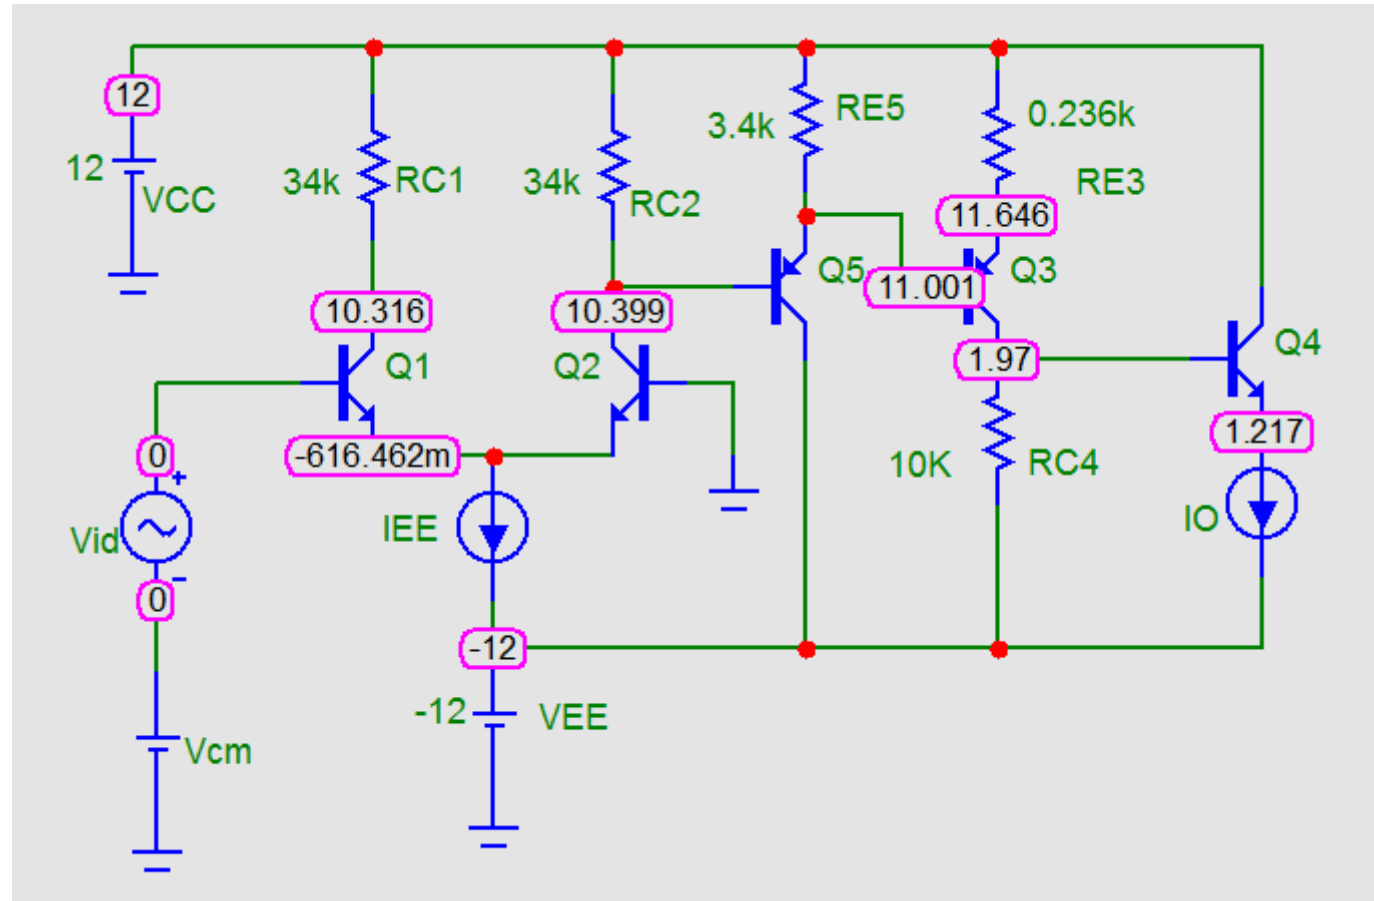 12
12
VCC
34k
RC1
34k
RC2
3.4k
RE5
0.236k
RE3
11.646
Q5
Q3
11.001
10.316
10.399
Q1
Q2
1.97
Q4
1.217
0
-616.462m
+
Vid
IEE
10K
RC4
IO
0
−
-12
-12
VEE
Vcm